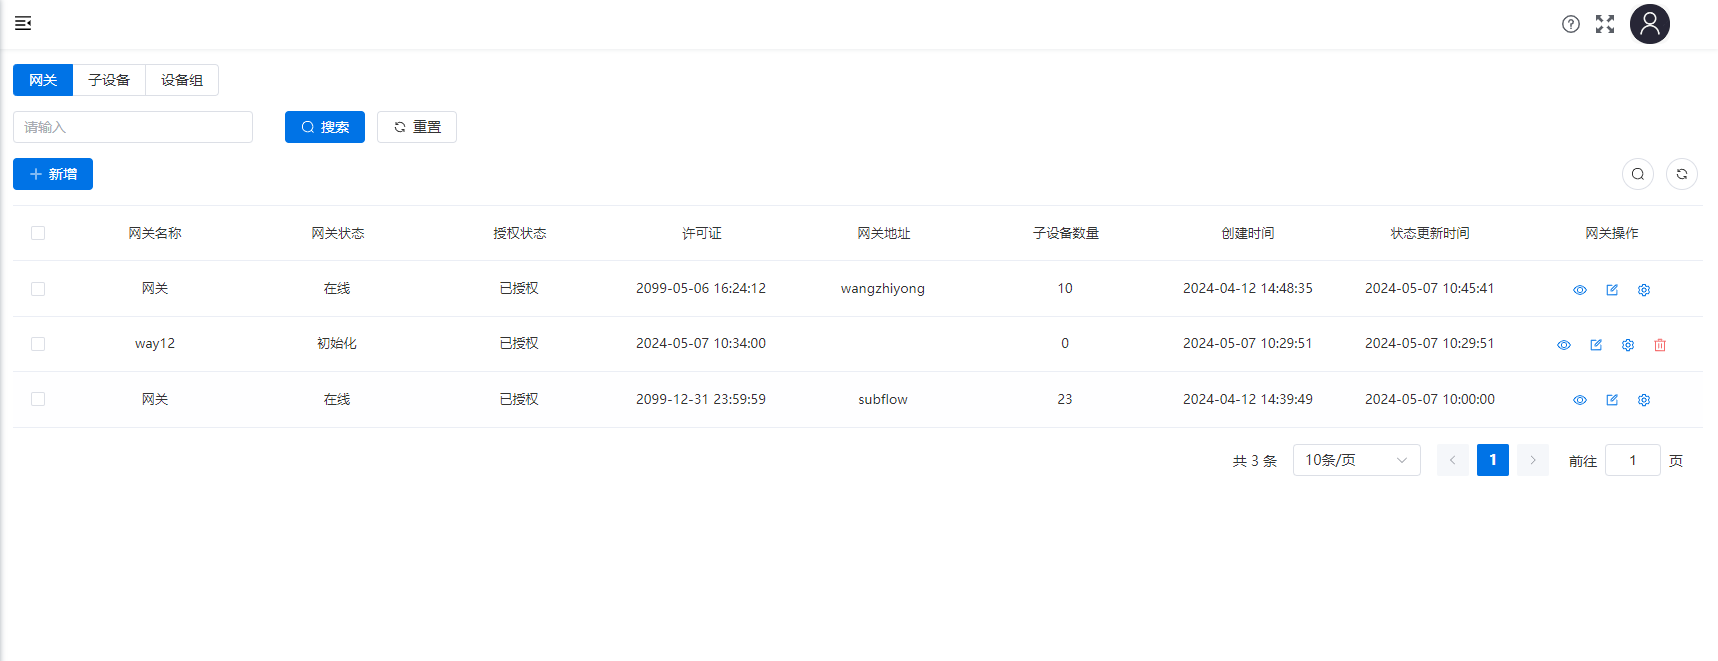 网关 子设备 设备组
请输入 搜索 重置
新增
网关名称 网关状态 授权状态 许可证 网关地址 子设备数量 创建时间 状态更新时间 网关操作
网关 在线 已授权 2099-05-06 16:24:12 wangzhiyong 10 2024-04-12 14:48:35 2024-05-07 10:45:41
way12 初始化 已授权 2024-05-07 10:34:00 0 2024-05-07 10:29:51 2024-05-07 10:29:51
网关 在线 已授权 2099-12-31 23:59:59 subflow 23 2024-04-12 14:39:49 2024-05-07 10:00:00
共 3 条 10条/页 1 前往 1 页